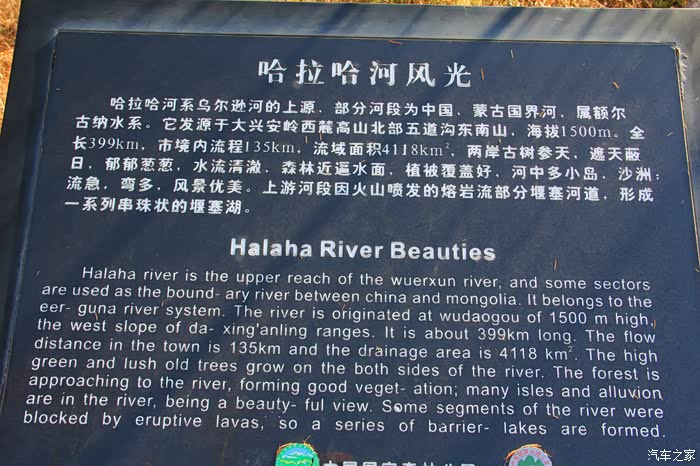 哈拉哈河风光
哈拉哈河系乌尔逊河的上源，部分河段为中国、蒙古国界河，属额尔
古纳水系。它发源于大兴安岭西麓高山北部五道沟东南山，海拔1500m。全
长399km，市境内流程135km，流域面积4118km²，两岸古树参天，遮天蔽
日，郁郁葱葱，水流清澈，森林近逼水面，植被覆盖好，河中多小岛，沙洲；
流急，弯多，风景优美。上游河段因火山喷发的熔岩流部分堰塞河道，形成
一系列串珠状的堰塞湖。
Halaha River Beauties
Halaha river is the upper reach of the wuerxun river, and some sectors
are used as the bound- ary river between china and mongolia. It belongs to the
eer- guna river system. The river is originated at wudaogou of 1500 m high,
the west slope of da- xing'anling ranges. It is about 399km long. The flow
distance in the town is 135km and the drainage area is 4118 km². The high
green and lush old trees grow on the both sides of the river. The forest is
approaching to the river, forming good veget- ation; many isles and alluvion
are in the river, being a beauty- ful view. Some segments of the river were
blocked by eruptive lavas, so a series of barrier- lakes are formed.
汽车之家